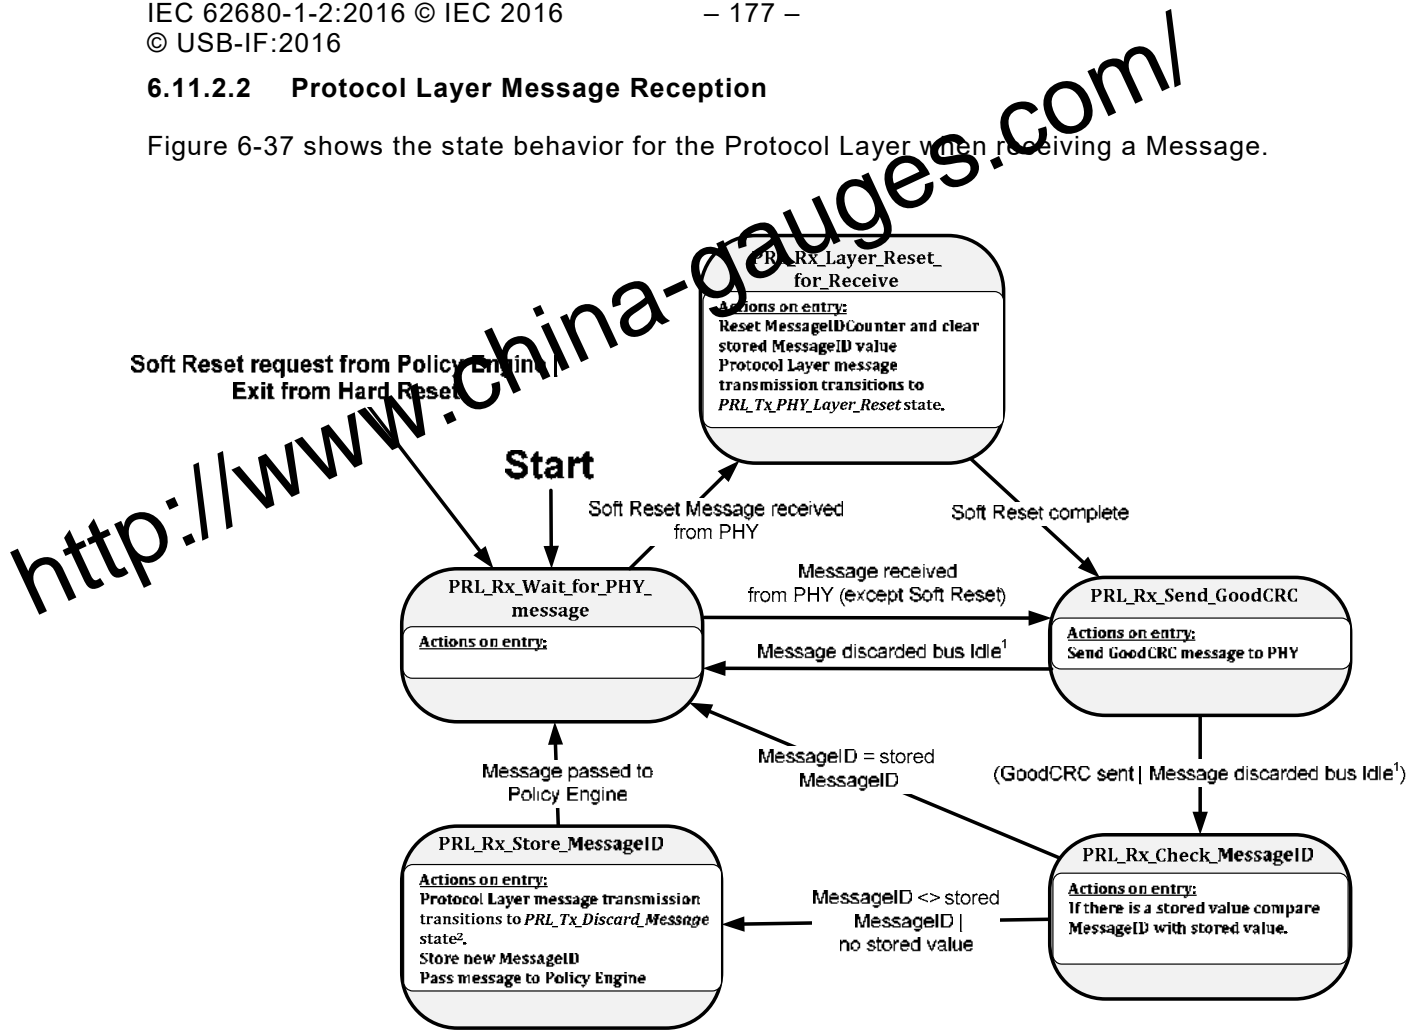 IEC 62680-1-2:2016 © IEC 2016 – 177 –
© USB-IF:2016
6.11.2.2 Protocol Layer Message Reception
Figure 6-37 shows the state behavior for the Protocol Layer when receiving a Message.
http://www.china-gauges.com/
PRL_Rx_Layer_Reset_
for_Receive
Actions on entry:
Reset MessageIDCounter and clear
stored MessageID value
Protocol Layer message
transmission transitions to
PRL_Tx_PHY_Layer_Reset state.
Soft Reset request from Policy Engine |
Exit from Hard Reset
Start
Soft Reset Message received
from PHY
Soft Reset complete
PRL_Rx_Wait_for_PHY_
message
Actions on entry:
Message received
from PHY (except Soft Reset)
Message discarded bus Idle¹
PRL_Rx_Send_GoodCRC
Actions on entry:
Send GoodCRC message to PHY
Message passed to
Policy Engine
MessageID = stored
MessageID
(GoodCRC sent | Message discarded bus Idle¹)
PRL_Rx_Store_MessageID
Actions on entry:
Protocol Layer message transmission
transitions to PRL_Tx_Discard_Message
state².
Store new MessageID
Pass message to Policy Engine
MessageID <> stored
MessageID |
no stored value
PRL_Rx_Check_MessageID
Actions on entry:
If there is a stored value compare
MessageID with stored value.